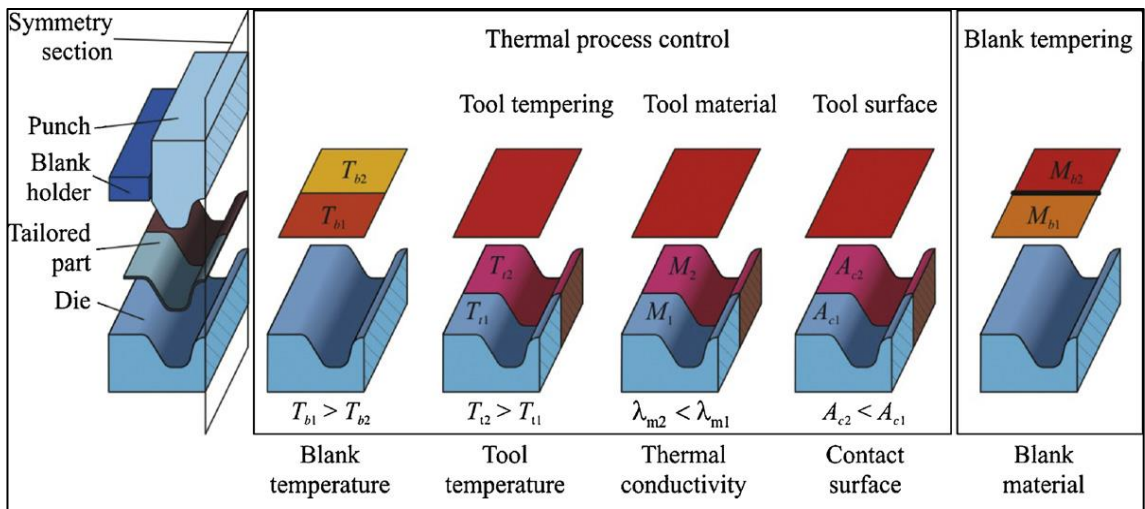 Symmetry
section
Punch
Blank
holder
Tailored
part
Die
Thermal process control
Blank tempering
Tool tempering
Tool material
Tool surface
T_b2
T_b1
T_t2
T_t1
M_2
M_1
A_c2
A_c1
M_b2
M_b1
T_b1 > T_b2
T_t2 > T_t1
λ_m2 < λ_m1
A_c2 < A_c1
Blank
temperature
Tool
temperature
Thermal
conductivity
Contact
surface
Blank
material